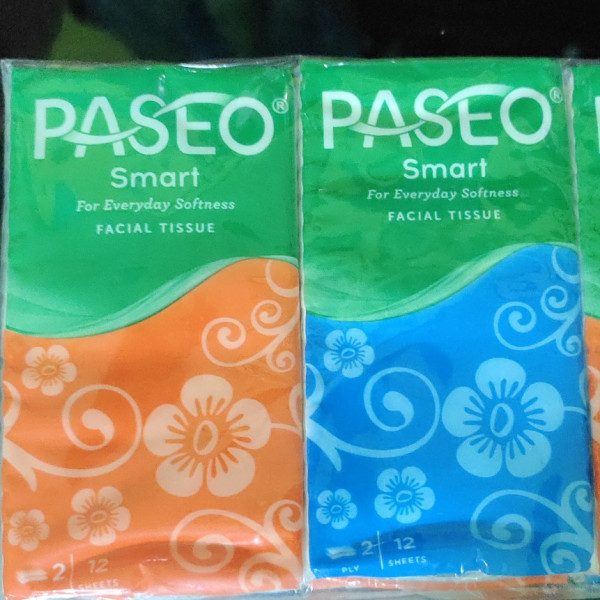 PASEO®
Smart
For Everyday Softness
FACIAL TISSUE
2 12
SHEETS
PASEO®
Smart
For Everyday Softness
FACIAL TISSUE
2 12
PLY SHEETS